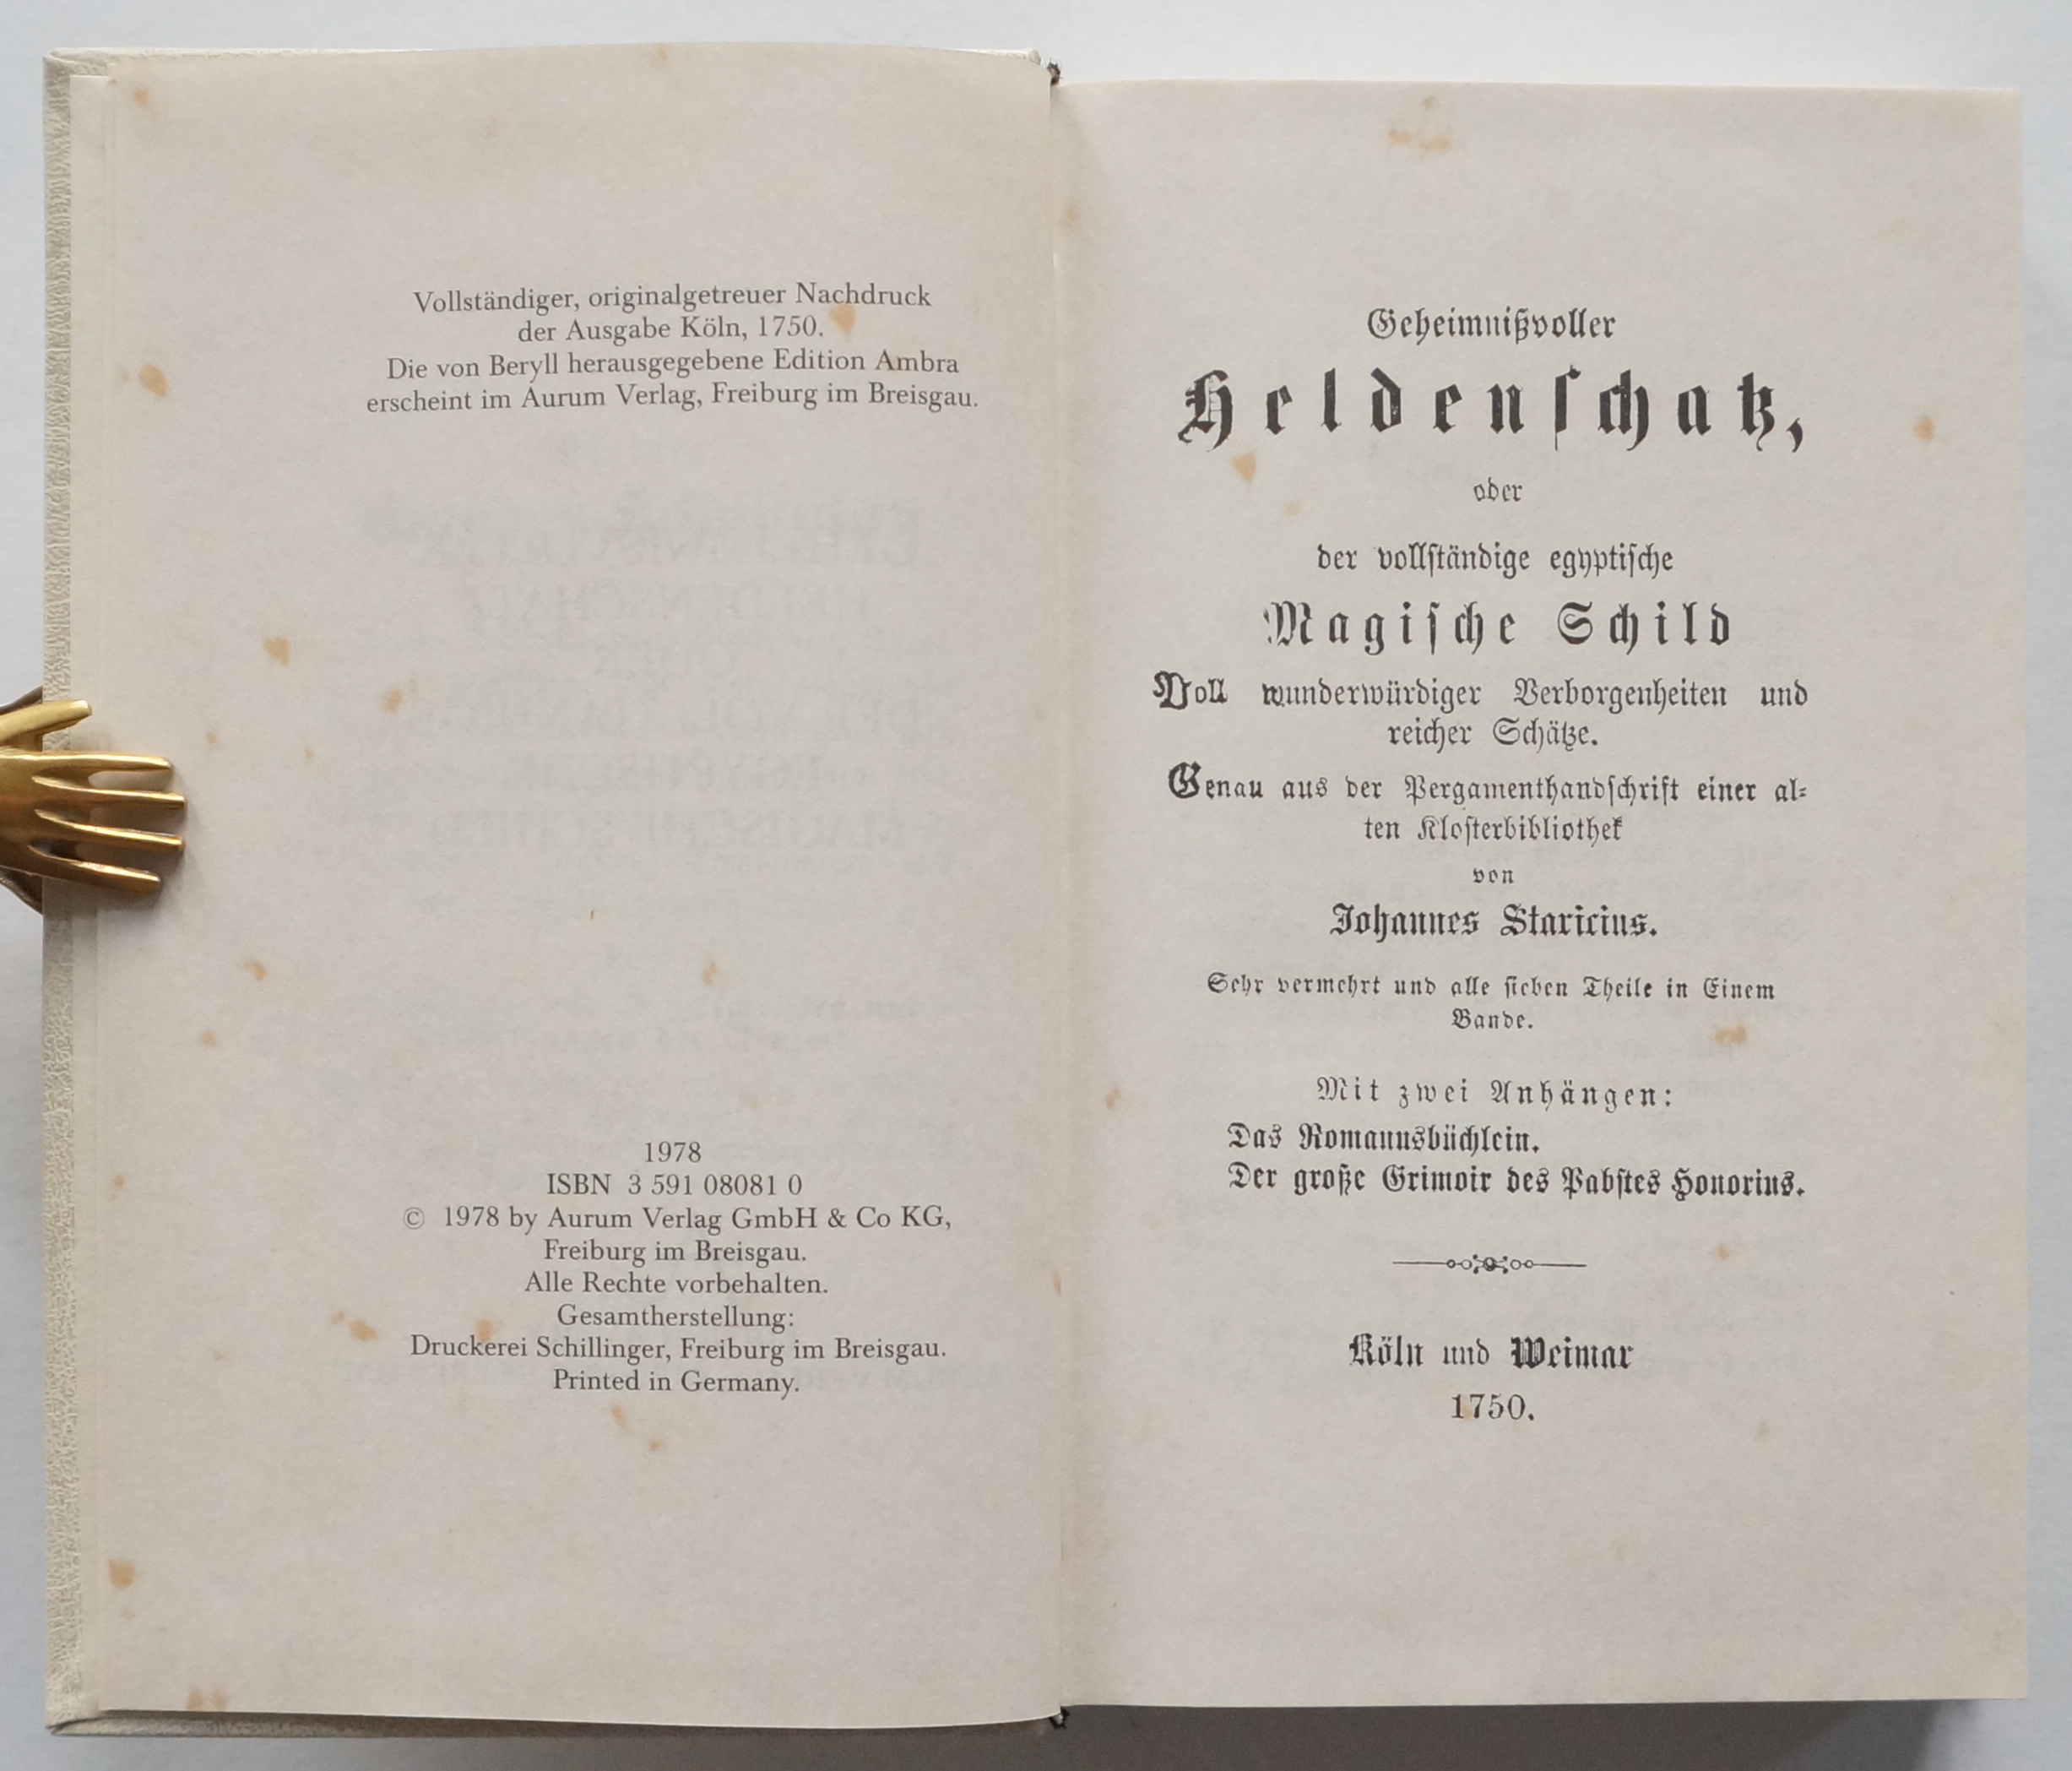 Vollständiger, originalgetreuer Nachdruck
der Ausgabe Köln, 1750.
Die von Beryll herausgegebene Edition Ambra
erscheint im Aurum Verlag, Freiburg im Breisgau.
1978
ISBN 3 591 08081 0
© 1978 by Aurum Verlag GmbH & Co KG,
Freiburg im Breisgau.
Alle Rechte vorbehalten.
Gesamtherstellung:
Druckerei Schillinger, Freiburg im Breisgau.
Printed in Germany.
Geheimnißvoller
Heldenſchatz,
oder
der vollſtändige egyptiſche
Magiſche Schild
Voll wunderwürdiger Verborgenheiten und
reicher Schätze.
Genau aus der Pergamenthandſchrift einer al⸗
ten Kloſterbibliothek
von
Johannes Staricius.
Sehr vermehrt und alle ſieben Theile in Einem
Bande.
Mit zwei Anhängen:
Das Romanusbüchlein.
Der große Grimoir des Pabſtes Honorius.
Köln und Weimar
1750.